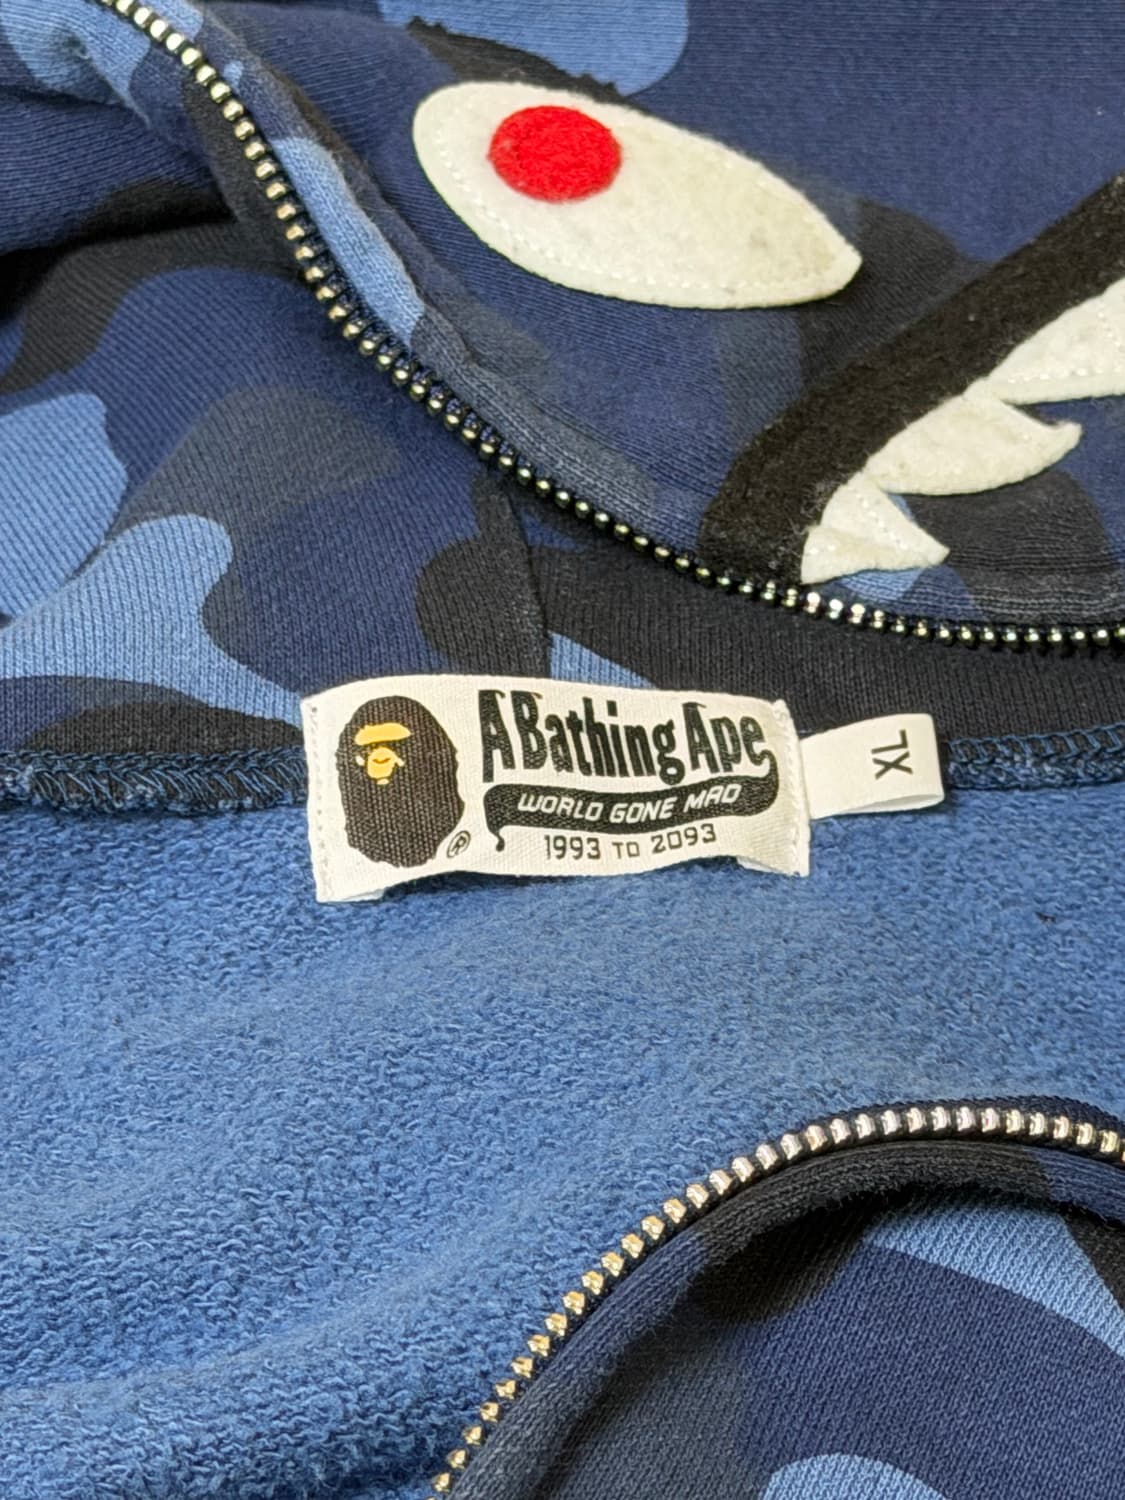 A Bathing Ape
WORLD GONE MAD
1993 TO 2093
®
XL